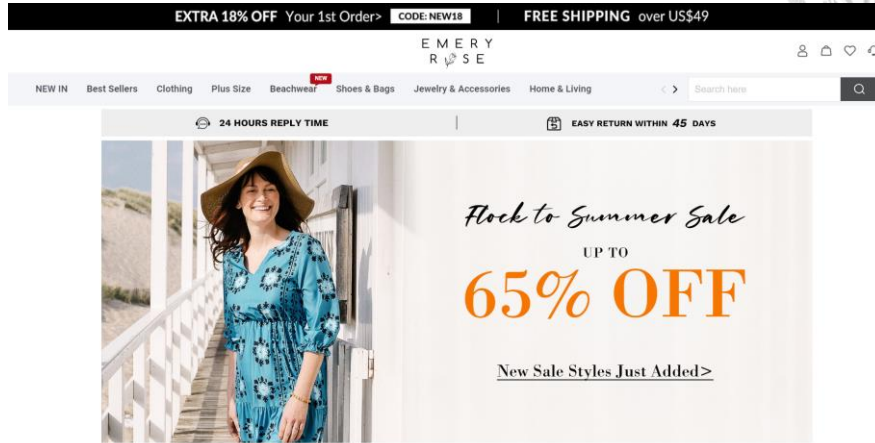 EXTRA 18% OFF Your 1st Order> CODE: NEW18 | FREE SHIPPING over US$49
EMERY
ROSE
NEW
NEW IN Best Sellers Clothing Plus Size Beachwear Shoes & Bags Jewelry & Accessories Home & Living < > Search here
24 HOURS REPLY TIME | EASY RETURN WITHIN 45 DAYS
Flock to Summer Sale
UP TO
65% OFF
New Sale Styles Just Added>